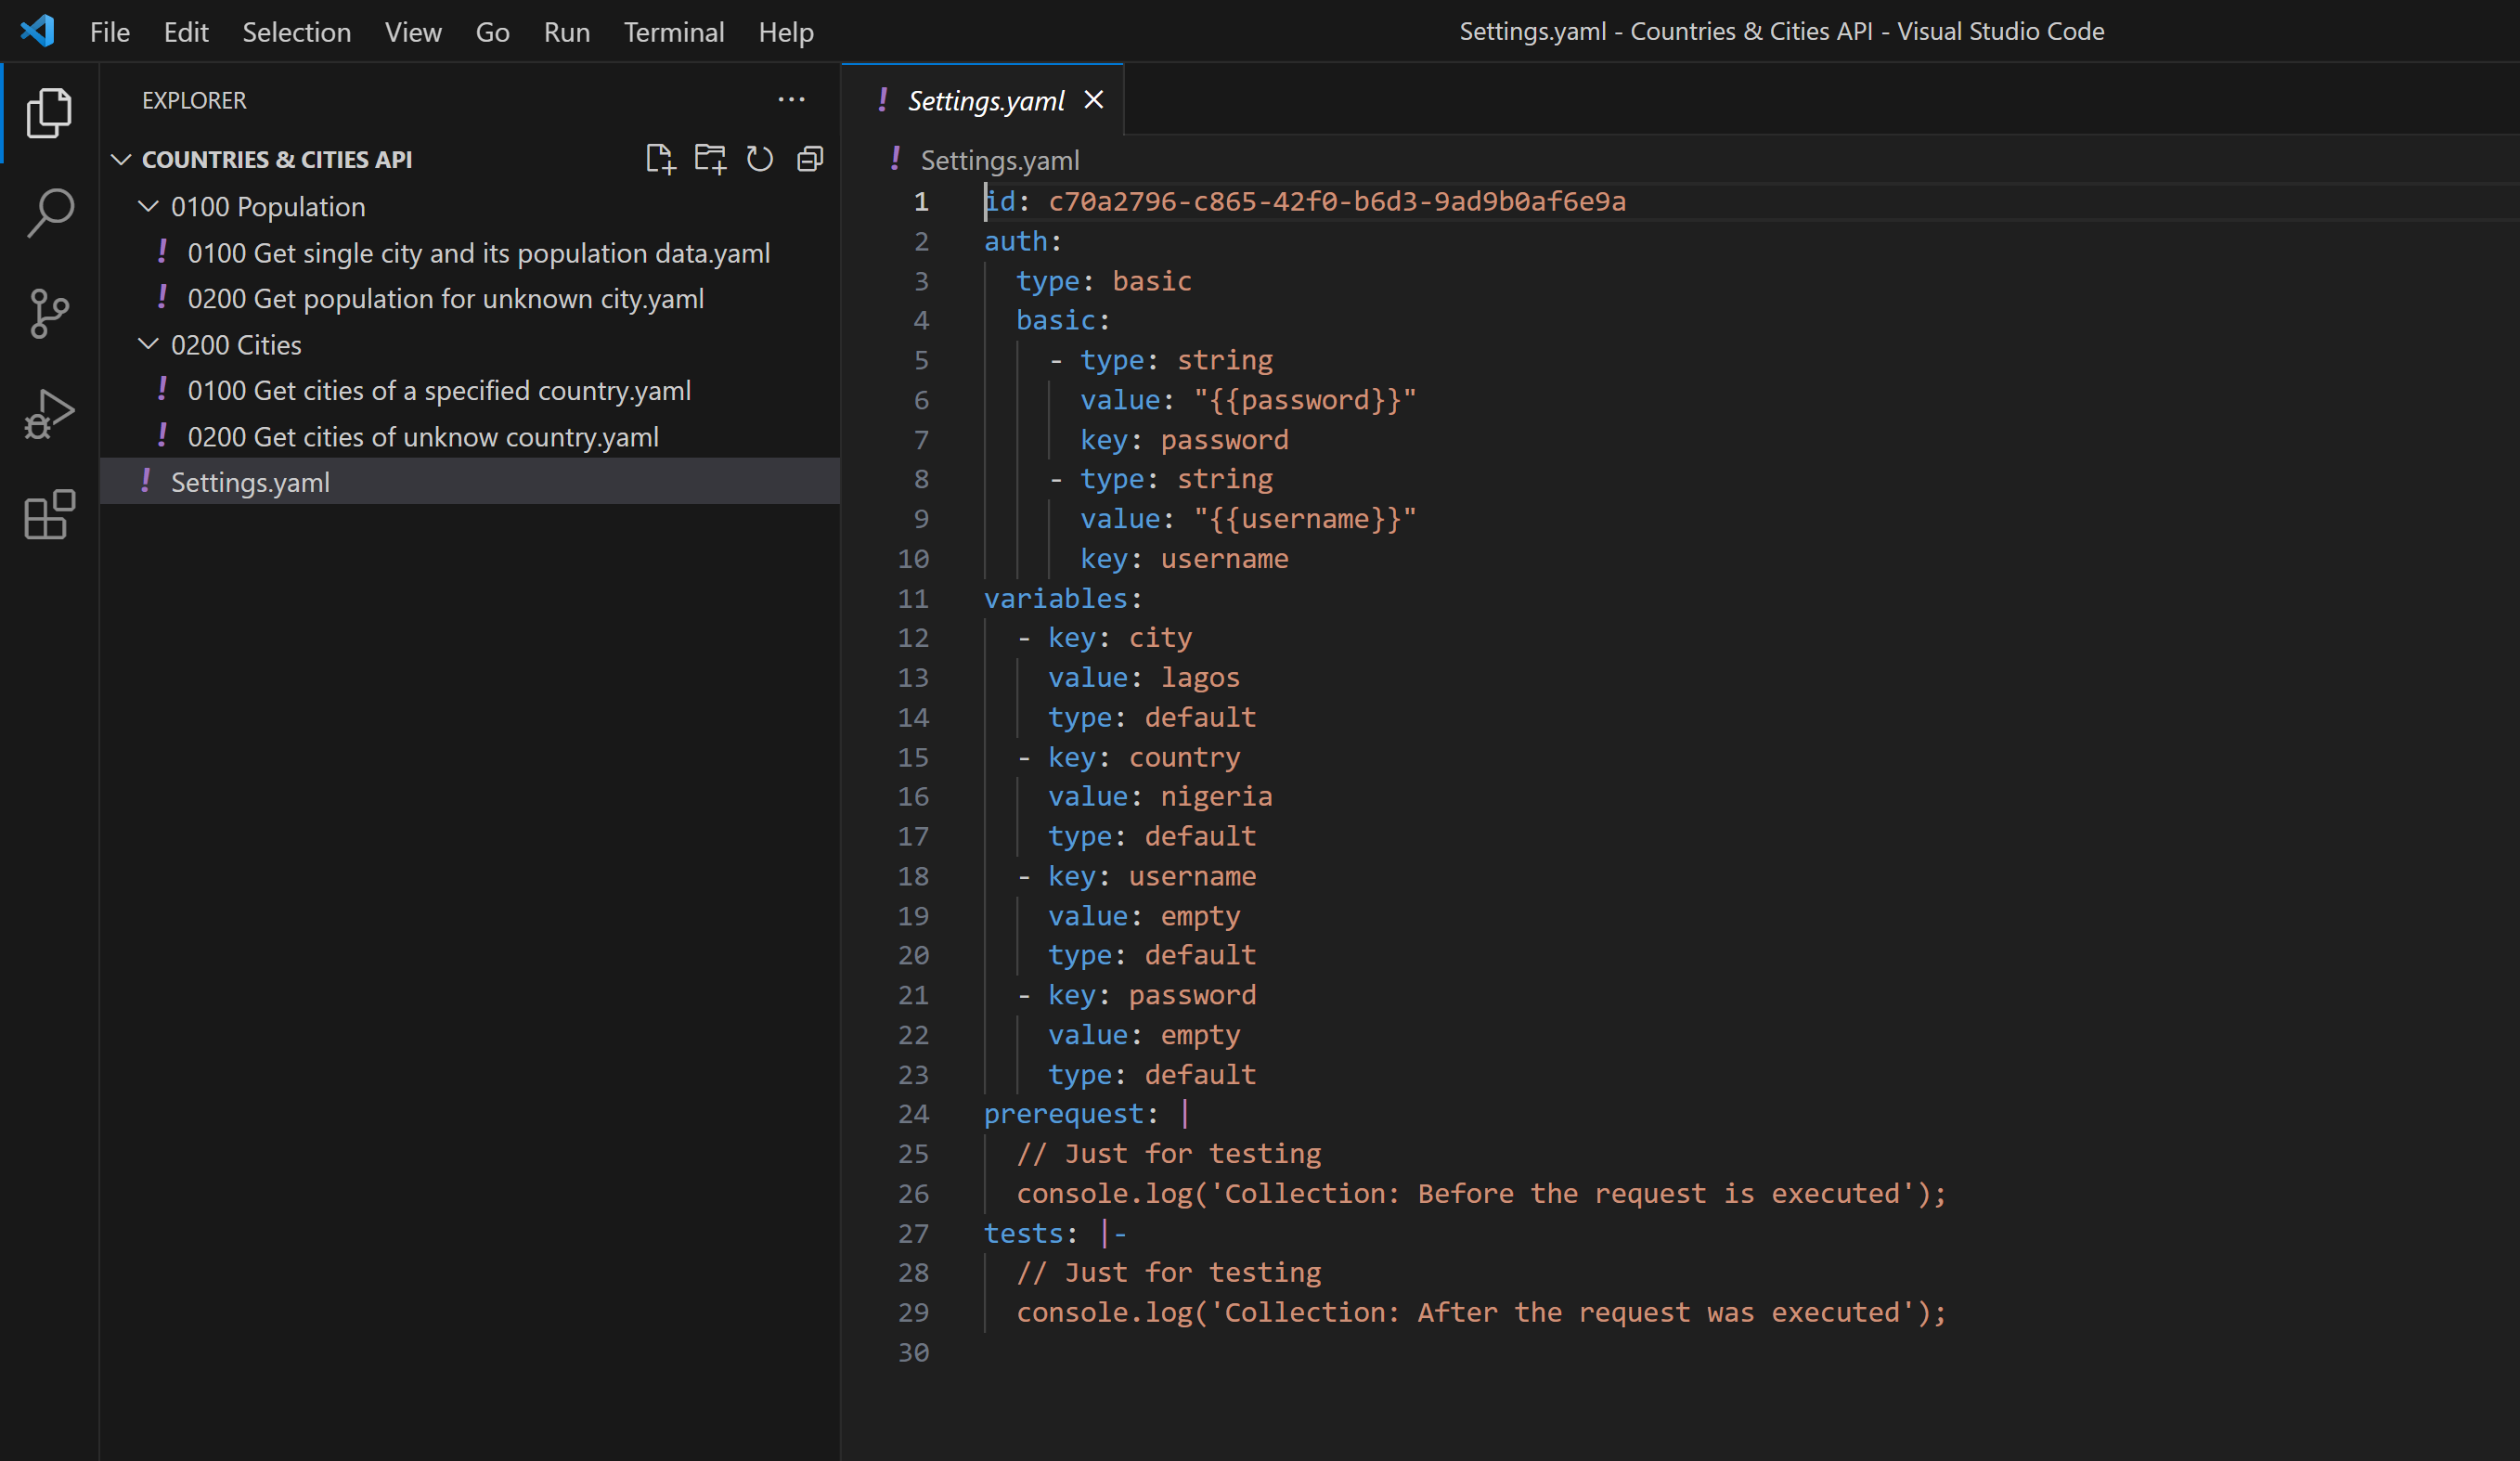 File Edit Selection View Go Run Terminal Help
Settings.yaml - Countries & Cities API - Visual Studio Code
EXPLORER
COUNTRIES & CITIES API
0100 Population
! 0100 Get single city and its population data.yaml
! 0200 Get population for unknown city.yaml
0200 Cities
! 0100 Get cities of a specified country.yaml
! 0200 Get cities of unknow country.yaml
! Settings.yaml
! Settings.yaml
! Settings.yaml
1 id: c70a2796-c865-42f0-b6d3-9ad9b0af6e9a
2 auth:
3   type: basic
4   basic:
5     - type: string
6       value: "{{password}}"
7       key: password
8     - type: string
9       value: "{{username}}"
10       key: username
11 variables:
12   - key: city
13     value: lagos
14     type: default
15   - key: country
16     value: nigeria
17     type: default
18   - key: username
19     value: empty
20     type: default
21   - key: password
22     value: empty
23     type: default
24 prerequest: |
25   // Just for testing
26   console.log('Collection: Before the request is executed');
27 tests: |-
28   // Just for testing
29   console.log('Collection: After the request was executed');
30